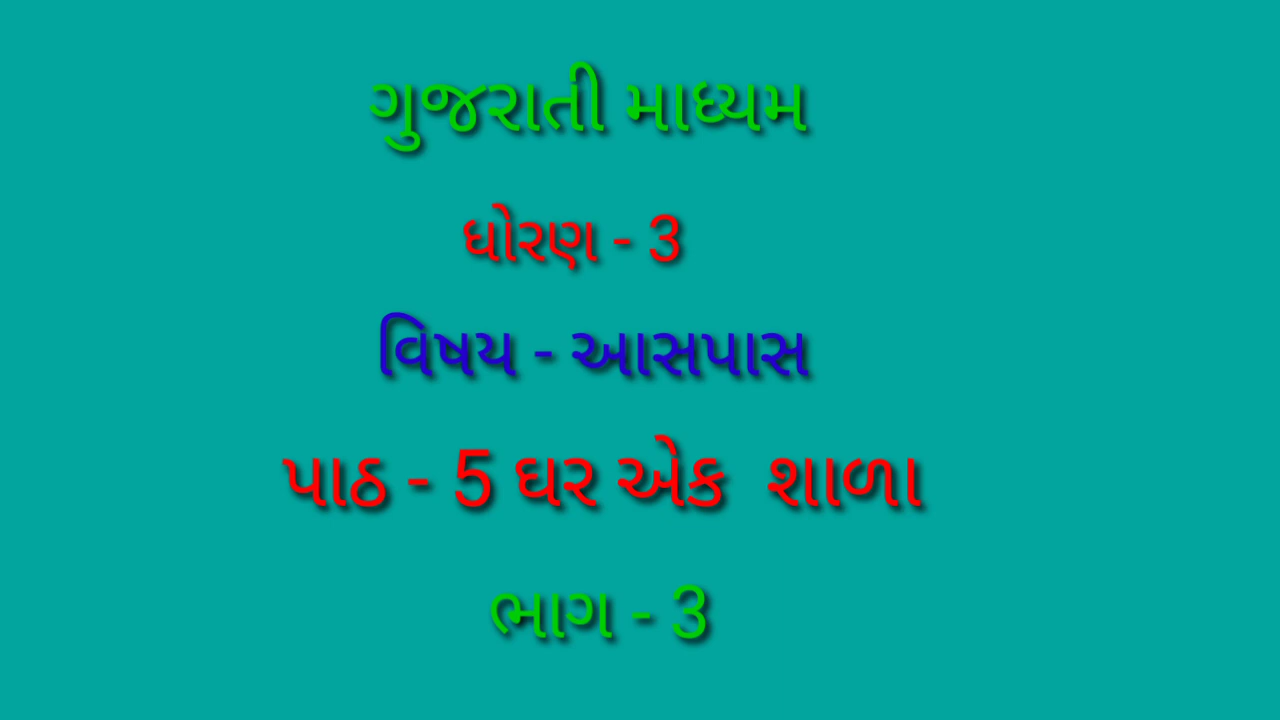 ગુજરાતી માધ્યમ
ધોરણ - 3
વિષય - આસપાસ
પાઠ - 5 ઘર એક શાળા
ભાગ - 3